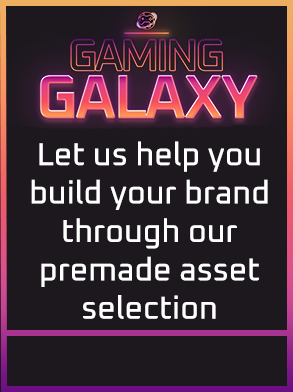 GAMING
GALAXY
Let us help you
build your brand
through our
premade asset
selection